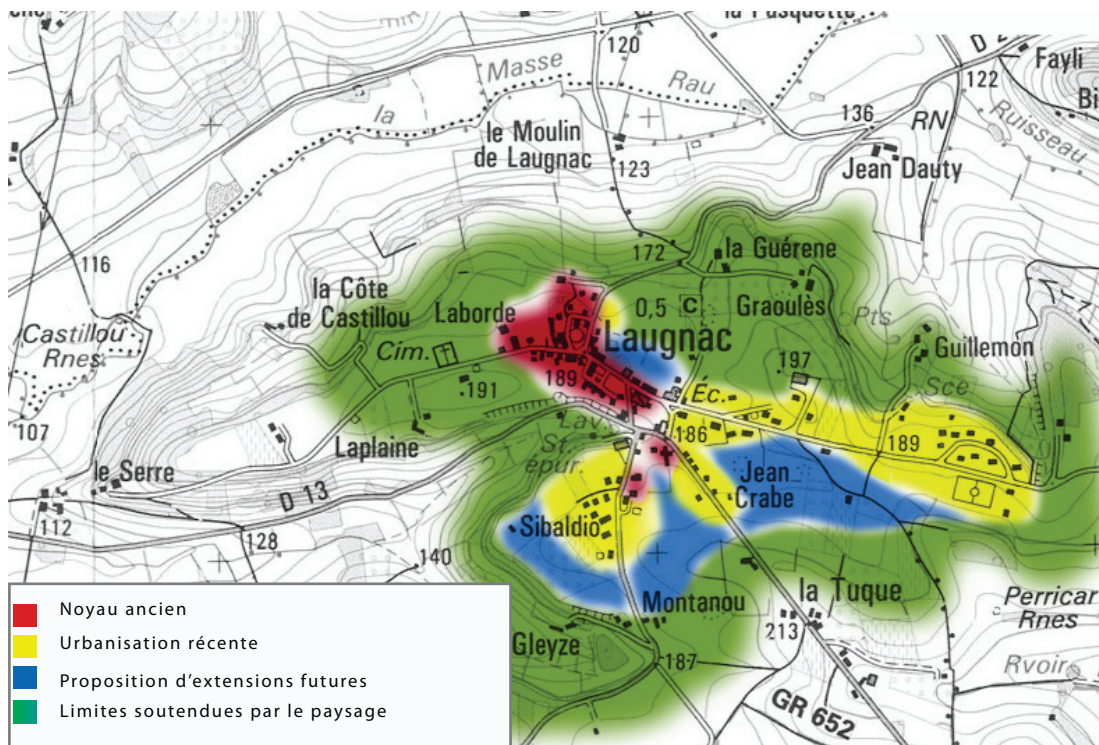 la Pasquette
120
D 2
Fayli
122
Masse
Rau
la
136
RN
Bi
Ruisseau
le Moulin
de Laugnac
123
Jean Dauty
116
172
la Guérene
la Côte
de Castillou
Laborde
0,5 C
Graoulès
Pts
Castillou
Rnes
Cim.
Laugnac
Guillemon
197
191
189
Éc.
Sce
107
Lav.
186
Laplaine
St.
épur.
189
le Serre
Jean
Crabe
D 13
112
Sibaldio
128
140
Montanou
la Tuque
Perricar
Rnes
213
Gleyze
187
Rvoir
GR 652
Noyau ancien
Urbanisation récente
Proposition d'extensions futures
Limites soutendues par le paysage